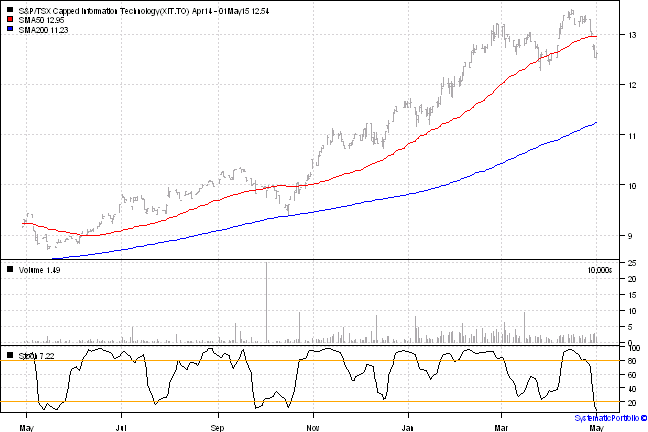 S&P/TSX Capped Information Technology(XIT.TO) Apr14 - 01May15 12.54
SMA50 12.95
SMA200 11.23
13
12
11
10
9
Volume 1.49
10,000s
25
20
15
10
5
0
Sto() 7.22
100
80
60
40
20
May
Jul
Sep
Nov
Jan
Mar
May
SystematicPortfolio ©